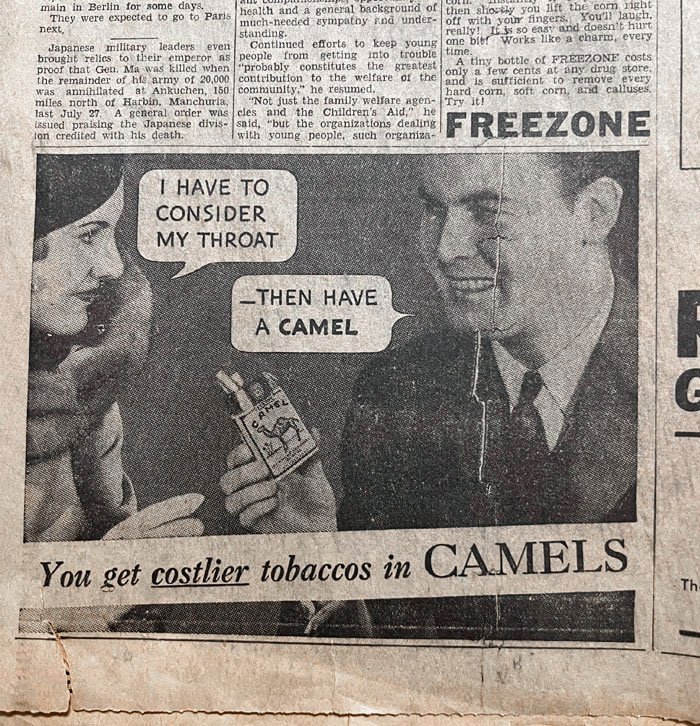 main in Berlin for some days.
They were expected to go to Paris
next.
Japanese military leaders even
brought relics to their emperor as
proof that Gen. Ma was killed when
the remainder of his army of 20,000
was annihilated at Ankuchen, 150
miles north of Harbin, Manchuria,
last July 27. A general order was
issued praising the Japanese divis-
ion credited with his death.
health and a general background of
much-needed sympathy and under-
standing.
Continued efforts to keep young
people from getting into trouble
"probably constitutes the greatest
contribution to the welfare of the
community," he resumed.
"Not just the family welfare agen-
cies and the Children's Aid," he
said, "but the organizations dealing
with young people, such organiza-
then shortly you lift the corn right
off with your fingers. You'll laugh,
really! It is so easy and doesn't hurt
one bit! Works like a charm, every
time.
A tiny bottle of FREEZONE costs
only a few cents at any drug store,
and is sufficient to remove every
hard corn, soft corn, and calluses.
Try it!
FREEZONE
I HAVE TO
CONSIDER
MY THROAT
—THEN HAVE
A CAMEL
CAMEL
You get costlier tobaccos in CAMELS
G
Th